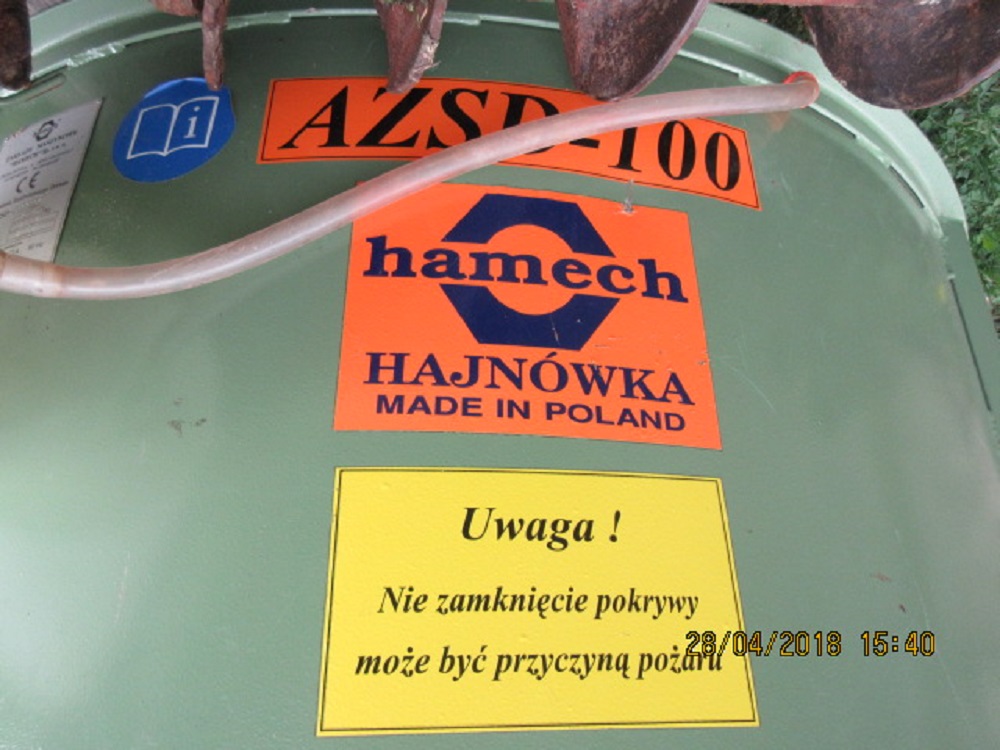 AZSD-100
i
CE
hamech
HAJNÓWKA
MADE IN POLAND
Uwaga !
Nie zamknięcie pokrywy
może być przyczyną pożaru
28/04/2018 15:40